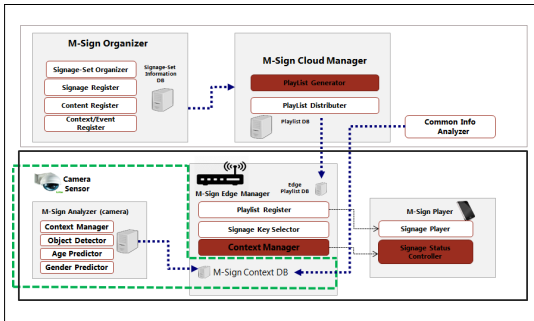 M-Sign Organizer
Signage-Set Organizer
Signage Register
Content Register
Context/Event
Register
Signage-Set
Information
DB
M-Sign Cloud Manager
PlayList Generator
PlayList Distributor
Playlist DB
Common Info
Analyzer
Camera
Sensor
M-Sign Analyzer (camera)
Context Manager
Object Detector
Age Predictor
Gender Predictor
M-Sign Edge Manager
Edge
Playlist DB
Playlist Register
Signage Key Selector
Context Manager
M-Sign Context DB
M-Sign Player
Signage Player
Signage Status
Controller